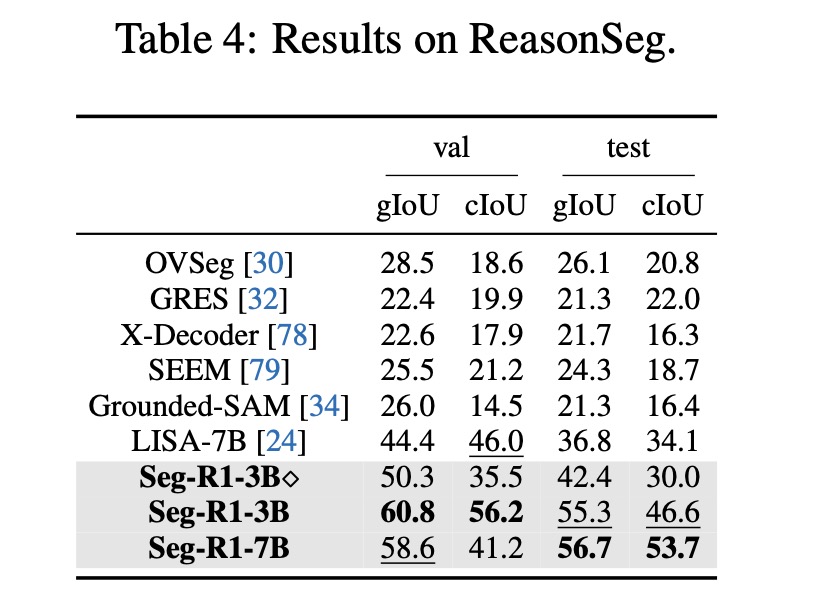 Table 4: Results on ReasonSeg.
val test
gIoU cIoU gIoU cIoU
OVSeg [30] 28.5 18.6 26.1 20.8
GRES [32] 22.4 19.9 21.3 22.0
X-Decoder [78] 22.6 17.9 21.7 16.3
SEEM [79] 25.5 21.2 24.3 18.7
Grounded-SAM [34] 26.0 14.5 21.3 16.4
LISA-7B [24] 44.4 46.0 36.8 34.1
Seg-R1-3B◇ 50.3 35.5 42.4 30.0
Seg-R1-3B 60.8 56.2 55.3 46.6
Seg-R1-7B 58.6 41.2 56.7 53.7